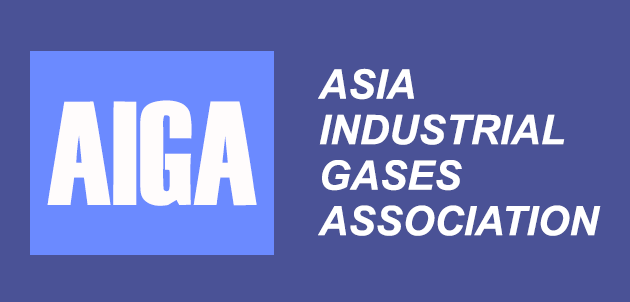 AIGA
ASIA
INDUSTRIAL
GASES
ASSOCIATION